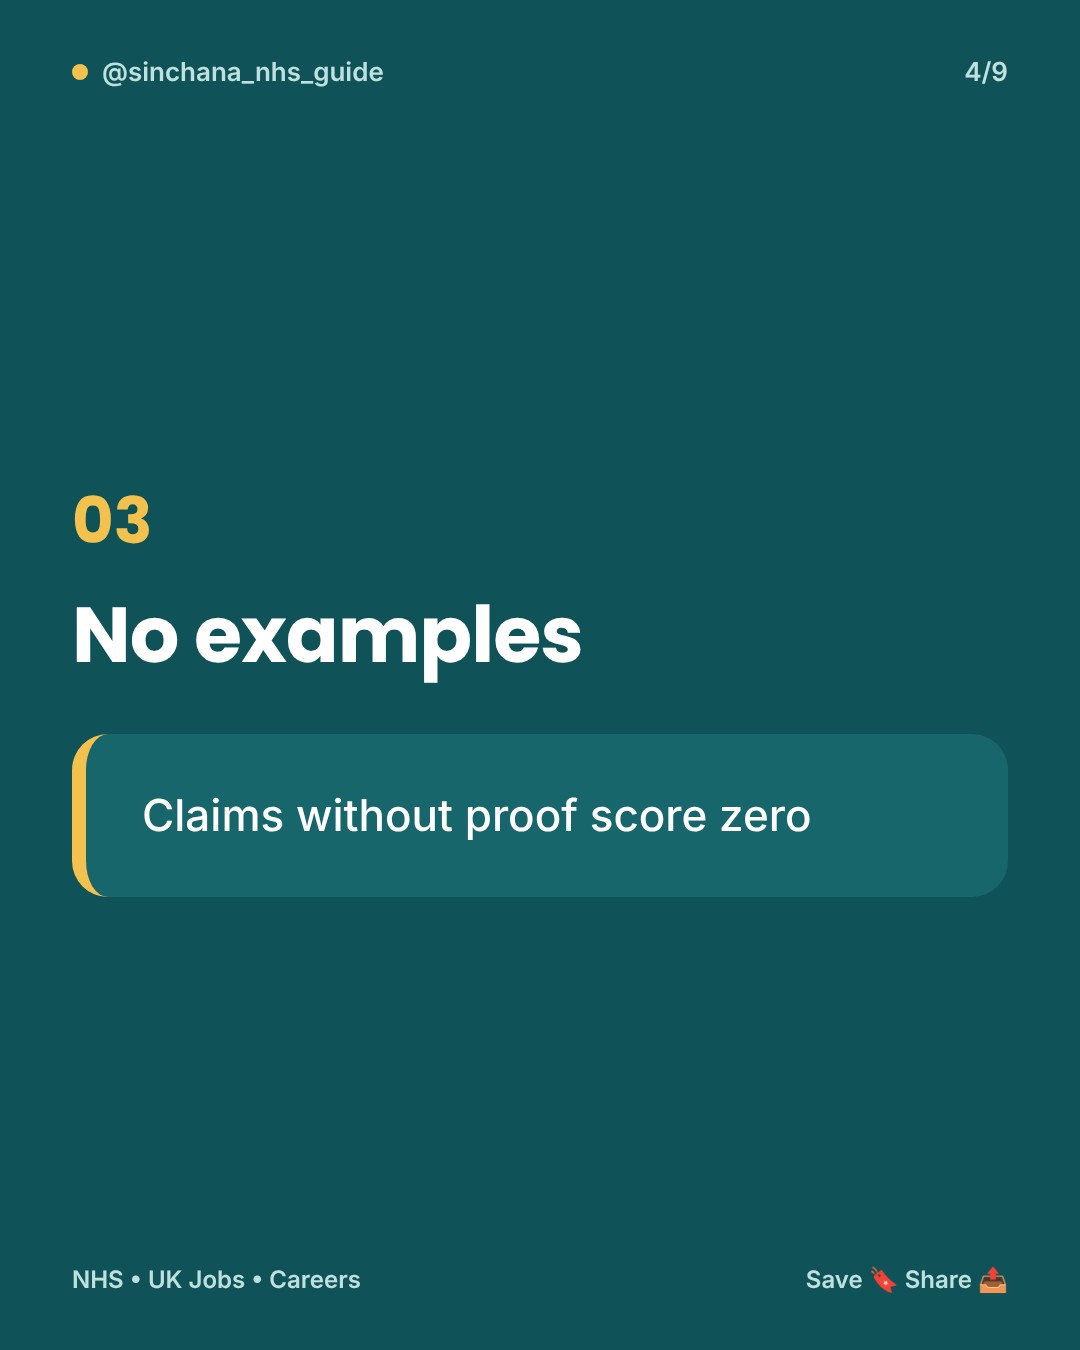 @sinchana_nhs_guide
4/9
03
No examples
Claims without proof score zero
NHS • UK Jobs • Careers
Save 🔖 Share 📤